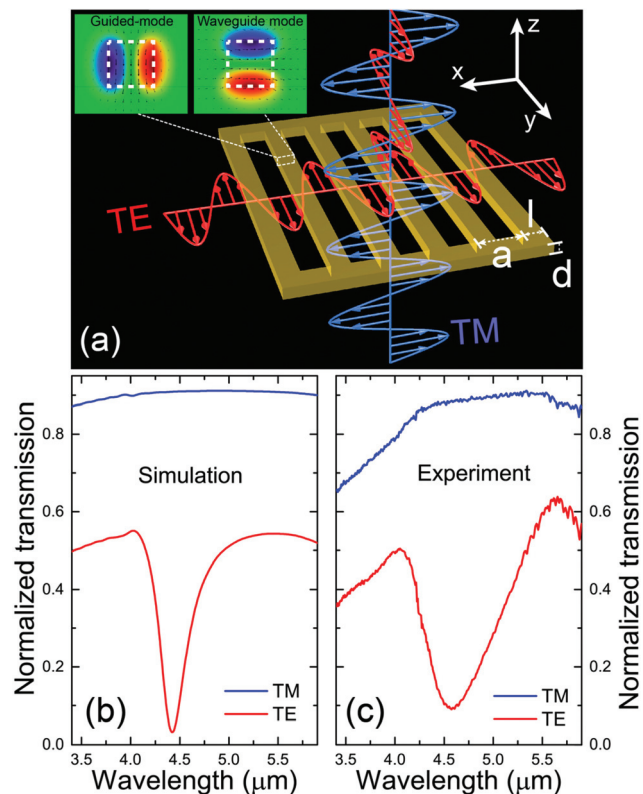 Guided-mode
Waveguide mode
z
x
y
TE
l
a
d
(a)
TM
Normalized transmission
0.8
0.6
0.4
0.2
0.0
Simulation
TM
TE
(b)
3.5 4.0 4.5 5.0 5.5
Wavelength (μm)
Experiment
TM
TE
(c)
3.5 4.0 4.5 5.0 5.5
Wavelength (μm)
0.8
0.6
0.4
0.2
0.0
Normalized transmission